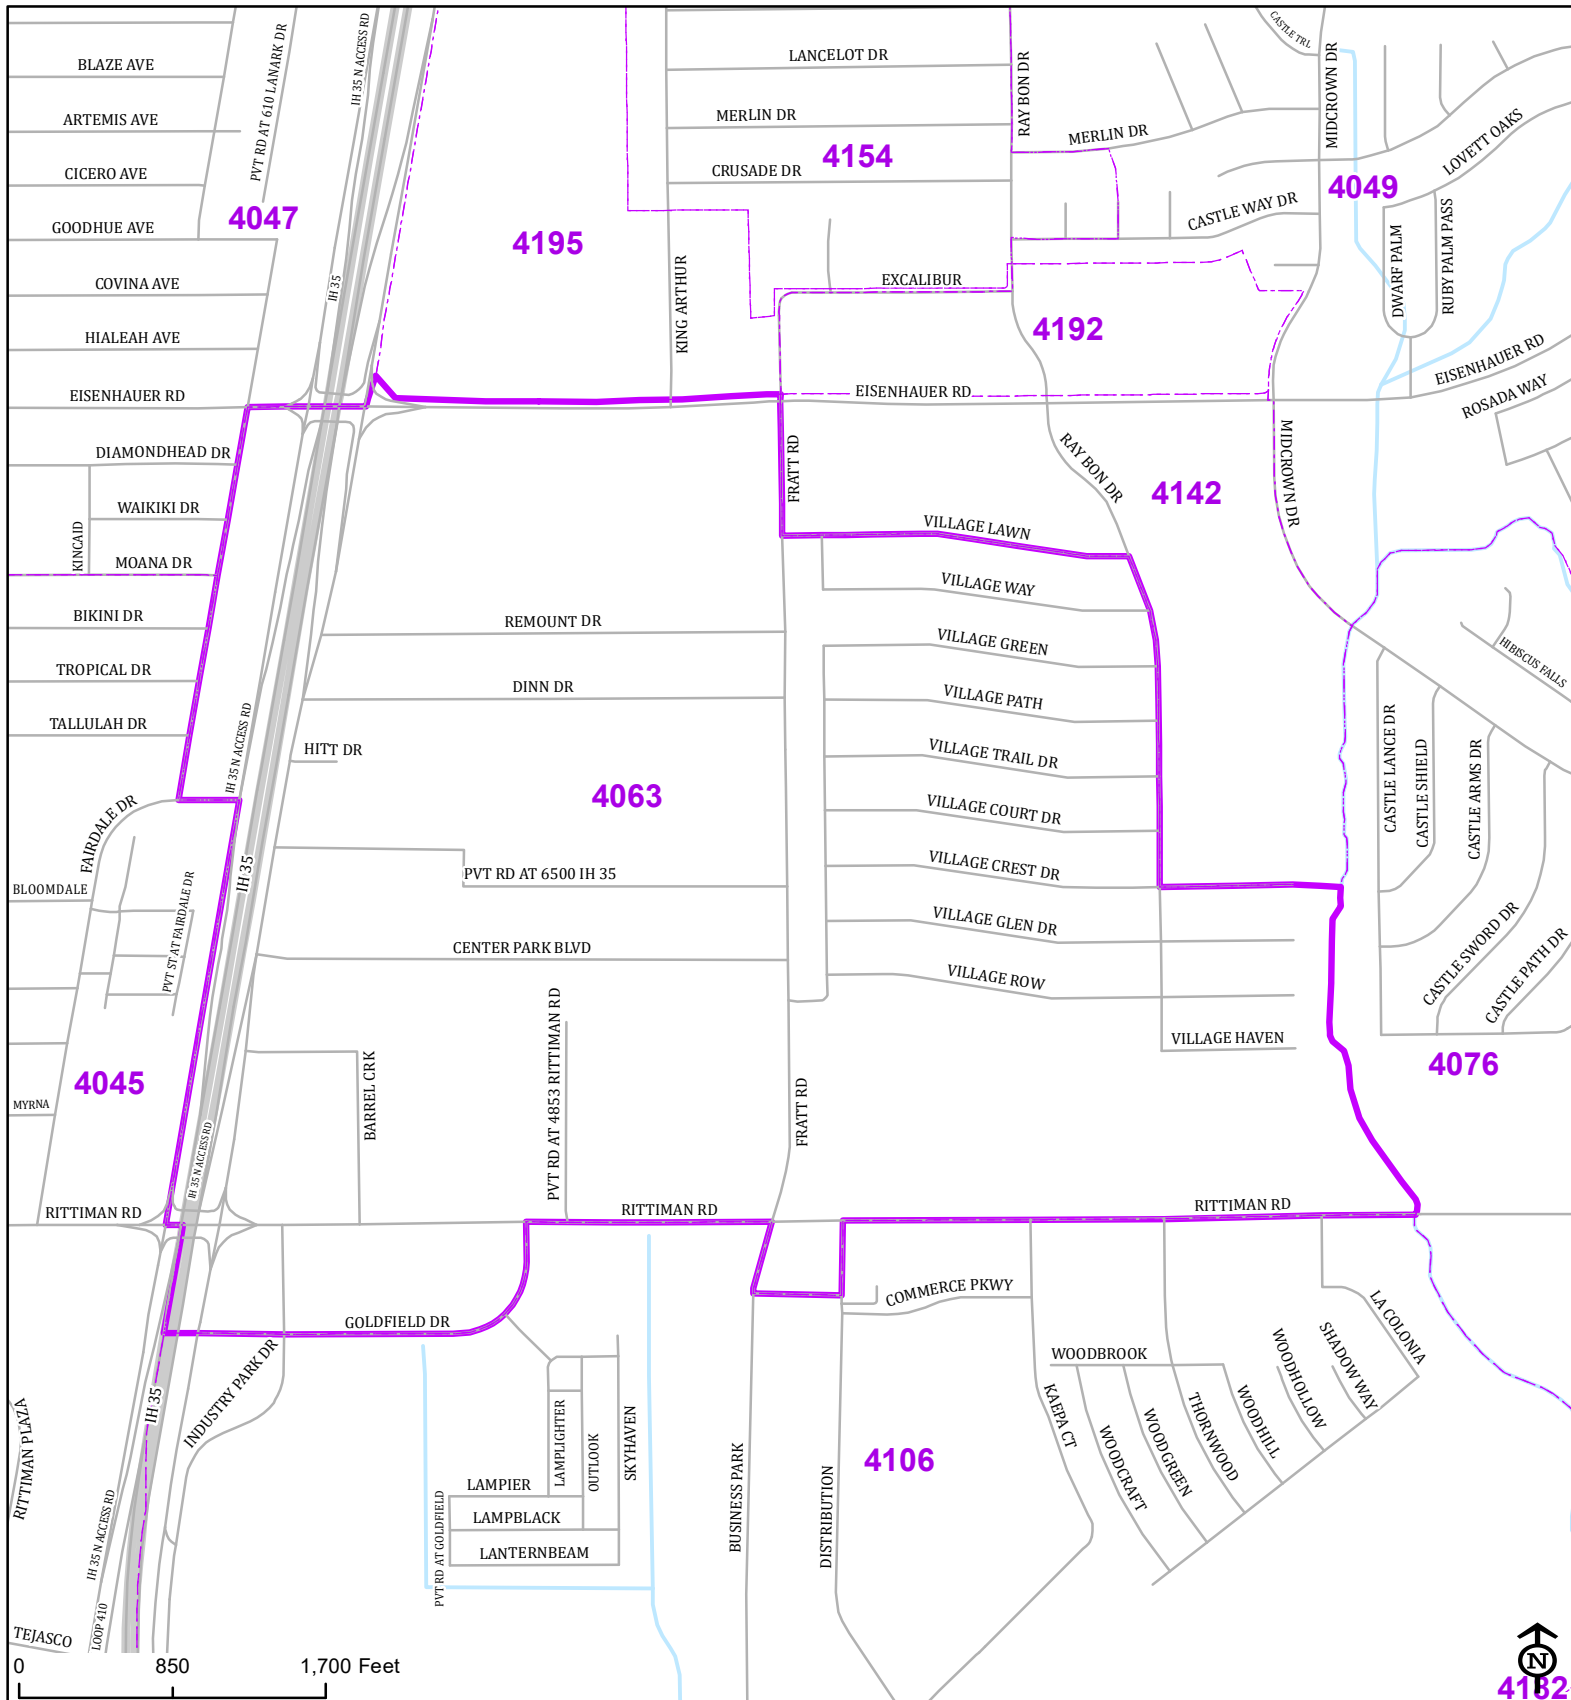 BLAZE AVE
ARTEMIS AVE
CICERO AVE
GOODHUE AVE
COVINA AVE
HIALEAH AVE
EISENHAUER RD
PVT RD AT 610 LANARK DR
IH 35 N ACCESS RD
IH 35
4047
4195
LANCELOT DR
MERLIN DR
CRUSADE DR
4154
KING ARTHUR
EXCALIBUR
RAY BON DR
MERLIN DR
CASTLE WAY DR
CASTLE TRL
MIDCROWN DR
4049
LOVETT OAKS
DWARF PALM
RUBY PALM PASS
4192
EISENHAUER RD
EISENHAUER RD
ROSADA WAY
DIAMONDHEAD DR
WAIKIKI DR
KINCAID
MOANA DR
BIKINI DR
TROPICAL DR
TALLULAH DR
FRATT RD
RAY BON DR
4142
MIDCROWN DR
VILLAGE LAWN
VILLAGE WAY
VILLAGE GREEN
VILLAGE PATH
VILLAGE TRAIL DR
VILLAGE COURT DR
VILLAGE CREST DR
VILLAGE GLEN DR
VILLAGE ROW
VILLAGE HAVEN
REMOUNT DR
DINN DR
HITT DR
4063
IH 35 N ACCESS RD
IH 35
FAIRDALE DR
BLOOMDALE
PVT ST AT FAIRDALE DR
PVT RD AT 6500 IH 35
CENTER PARK BLVD
HIBISCUS FALLS
CASTLE LANCE DR
CASTLE SHIELD
CASTLE ARMS DR
CASTLE SWORD DR
CASTLE PATH DR
4076
4045
MYRNA
RITTIMAN RD
IH 35 N ACCESS RD
BARREL CRK
PVT RD AT 4853 RITTIMAN RD
FRATT RD
RITTIMAN RD
RITTIMAN RD
GOLDFIELD DR
INDUSTRY PARK DR
IH 35
COMMERCE PKWY
WOODBROOK
LA COLONIA
SHADOW WAY
WOODHOLLOW
WOODHILL
THORNWOOD
WOODGREEN
WOODCRAFT
KAEPA CT
4106
RITTIMAN PLAZA
LAMPLIGHTER
OUTLOOK
SKYHAVEN
LAMPIER
LAMPBLACK
LANTERNBEAM
PVT RD AT GOLDFIELD
BUSINESS PARK
DISTRIBUTION
IH 35 N ACCESS RD
LOOP 410
TEJASCO
0 850 1,700 Feet
N
4132